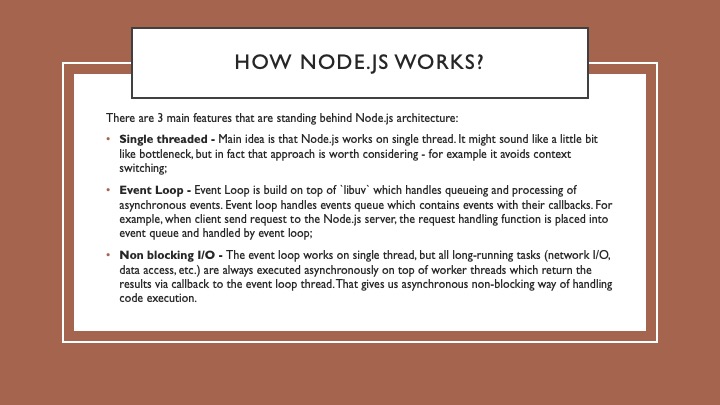 HOW NODE.JS WORKS?
There are 3 main features that are standing behind Node.js architecture:
• Single threaded - Main idea is that Node.js works on single thread. It might sound like a little bit
like bottleneck, but in fact that approach is worth considering - for example it avoids context
switching;
• Event Loop - Event Loop is build on top of `libuv` which handles queueing and processing of
asynchronous events. Event loop handles events queue which contains events with their callbacks. For
example, when client send request to the Node.js server, the request handling function is placed into
event queue and handled by event loop;
• Non blocking I/O - The event loop works on single thread, but all long-running tasks (network I/O,
data access, etc.) are always executed asynchronously on top of worker threads which return the
results via callback to the event loop thread. That gives us asynchronous non-blocking way of handling
code execution.